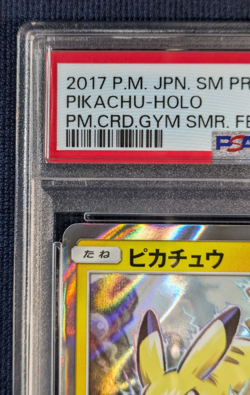 2017 P.M. JPN. SM PR
PIKACHU-HOLO
PM.CRD.GYM SMR. FE
PSA
たね ピカチュウ